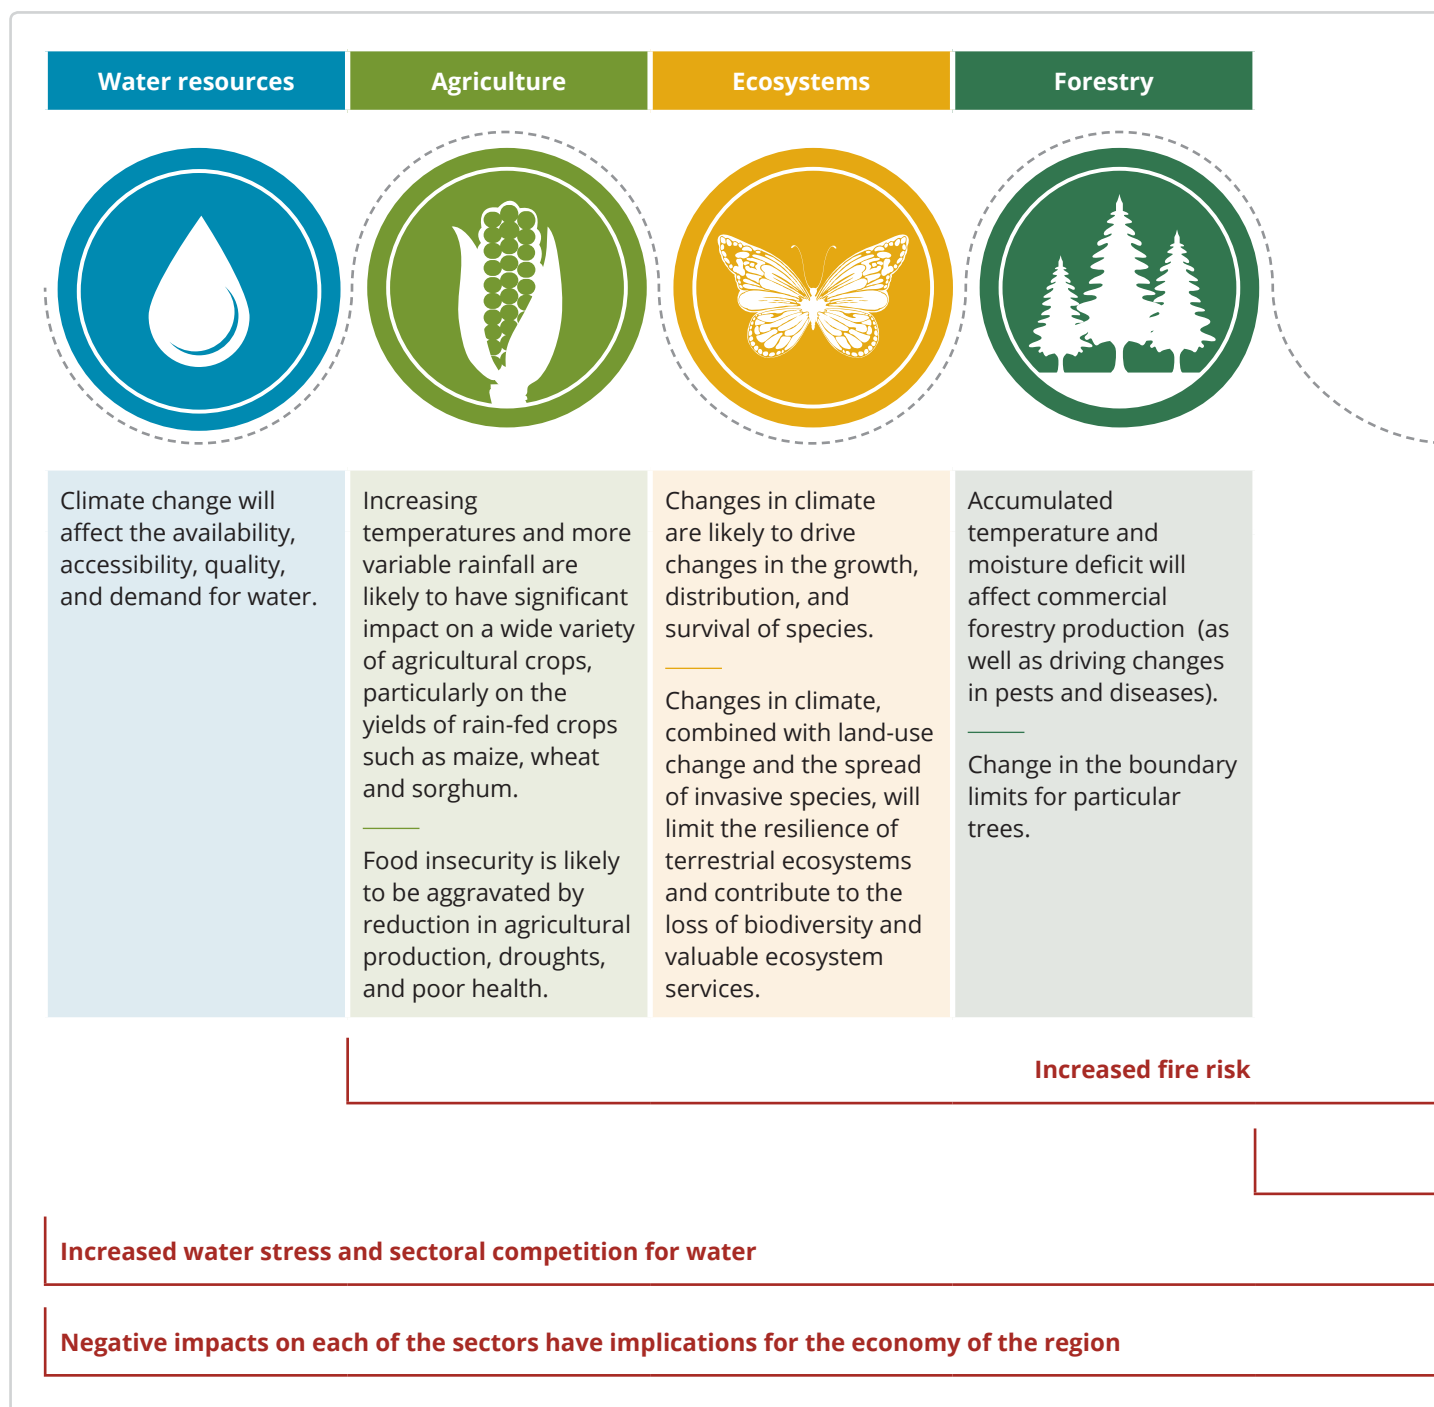 Water resources
Agriculture
Ecosystems
Forestry
Climate change will
affect the availability,
accessibility, quality,
and demand for water.
Increasing
temperatures and more
variable rainfall are
likely to have significant
impact on a wide variety
of agricultural crops,
particularly on the
yields of rain-fed crops
such as maize, wheat
and sorghum.
Food insecurity is likely
to be aggravated by
reduction in agricultural
production, droughts,
and poor health.
Changes in climate
are likely to drive
changes in the growth,
distribution, and
survival of species.
Changes in climate,
combined with land-use
change and the spread
of invasive species, will
limit the resilience of
terrestrial ecosystems
and contribute to the
loss of biodiversity and
valuable ecosystem
services.
Accumulated
temperature and
moisture deficit will
affect commercial
forestry production (as
well as driving changes
in pests and diseases).
Change in the boundary
limits for particular
trees.
Increased fire risk
Increased water stress and sectoral competition for water
Negative impacts on each of the sectors have implications for the economy of the region